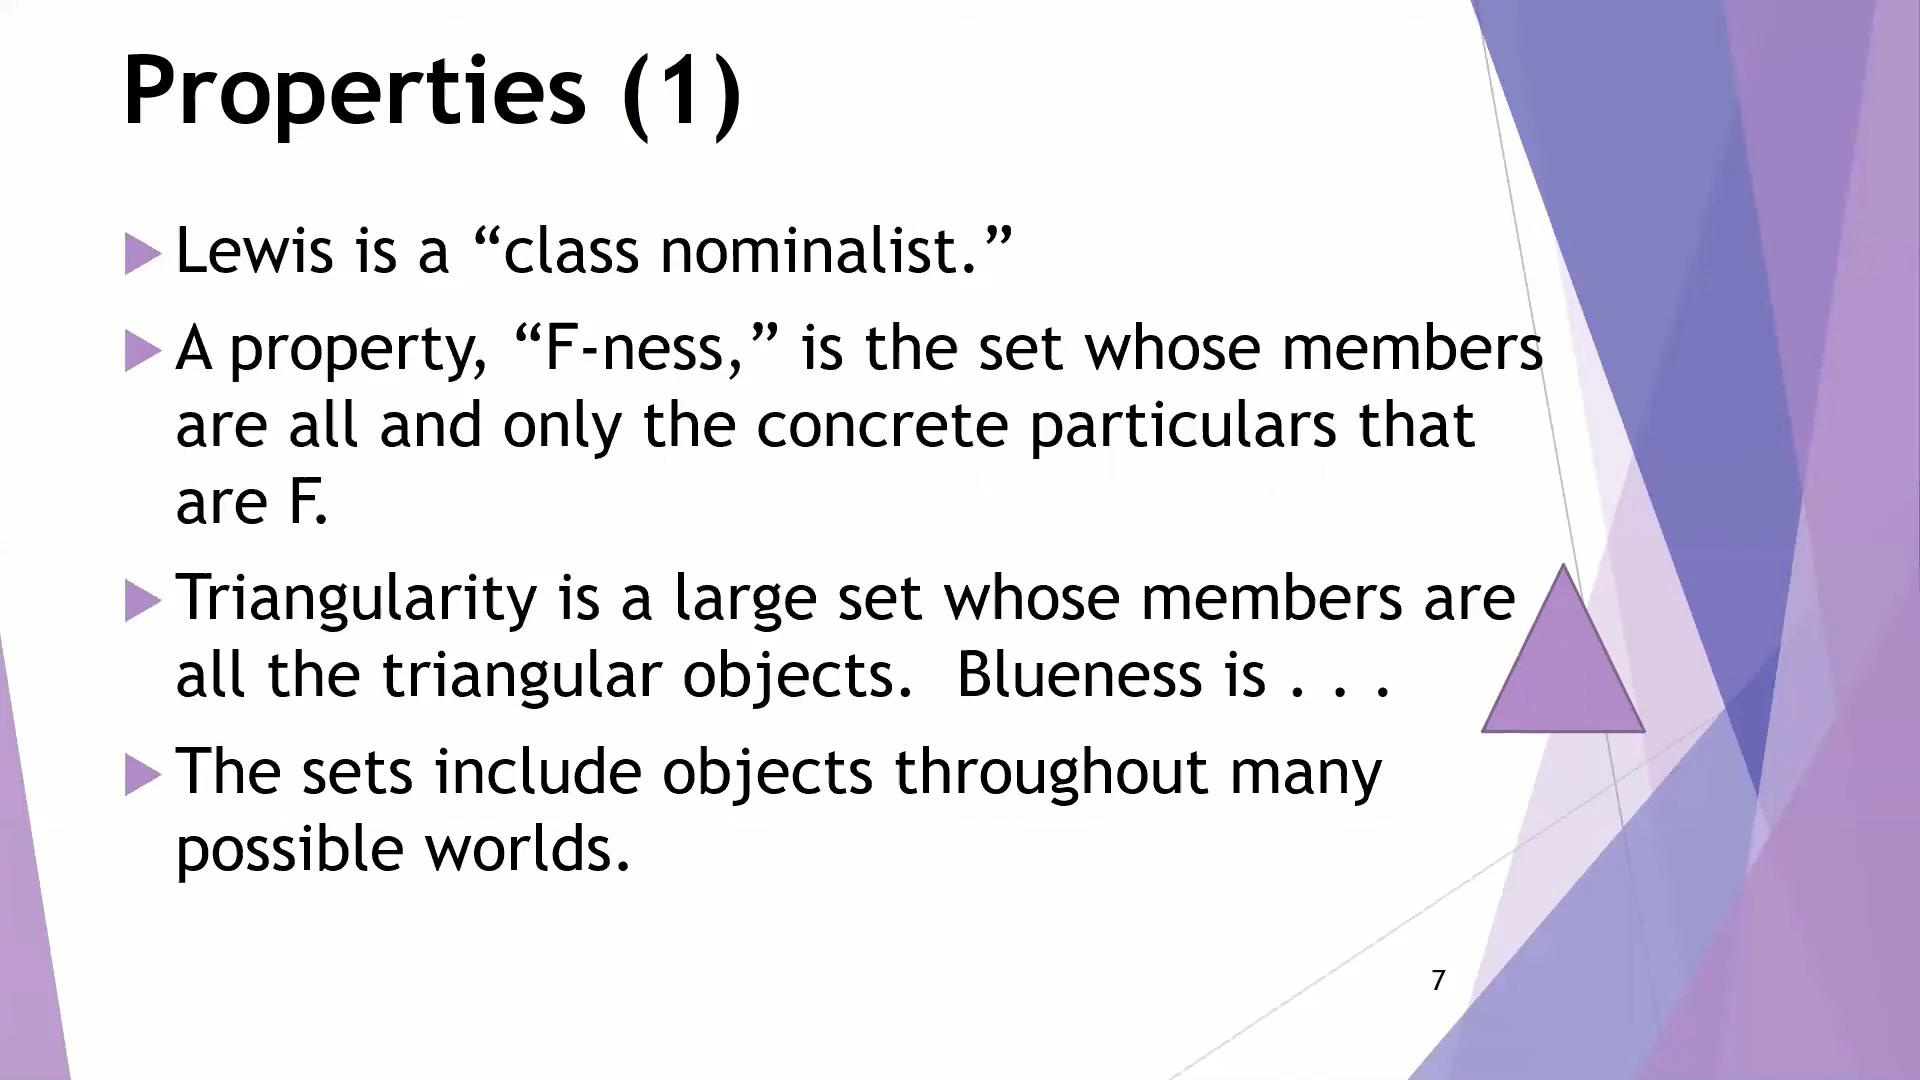 Properties (1)
Lewis is a “class nominalist.”
A property, “F-ness,” is the set whose members
are all and only the concrete particulars that
are F.
Triangularity is a large set whose members are
all the triangular objects.  Blueness is . . .
The sets include objects throughout many
possible worlds.
7